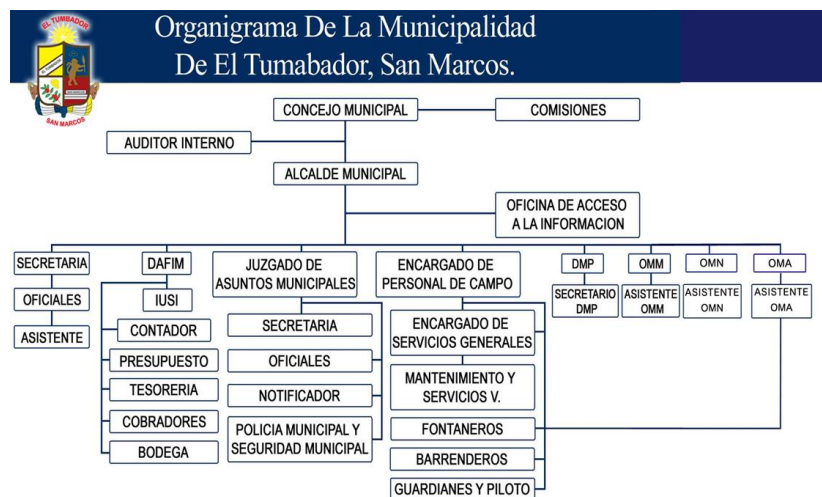 Organigrama De La Municipalidad
De El Tumabador, San Marcos.
EL TUMBADOR
SAN MARCOS
CONCEJO MUNICIPAL
COMISIONES
AUDITOR INTERNO
ALCALDE MUNICIPAL
OFICINA DE ACCESO
A LA INFORMACION
SECRETARIA
OFICIALES
ASISTENTE
DAFIM
IUSI
CONTADOR
PRESUPUESTO
TESORERIA
COBRADORES
BODEGA
JUZGADO DE
ASUNTOS MUNICIPALES
SECRETARIA
OFICIALES
NOTIFICADOR
POLICIA MUNICIPAL Y
SEGURIDAD MUNICIPAL
ENCARGADO DE
PERSONAL DE CAMPO
ENCARGADO DE
SERVICIOS GENERALES
MANTENIMIENTO Y
SERVICIOS V.
FONTANEROS
BARRENDEROS
GUARDIANES Y PILOTO
DMP
SECRETARIO
DMP
OMM
ASISTENTE
OMM
OMN
ASISTENTE
OMN
OMA
ASISTENTE
OMA